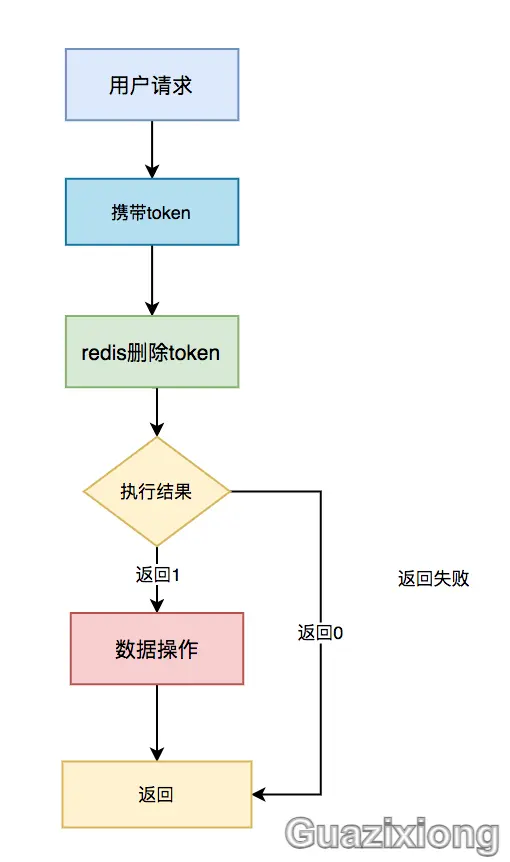 用户请求
携带token
redis删除token
执行结果
返回1
返回失败
返回0
数据操作
返回
Guazixiong